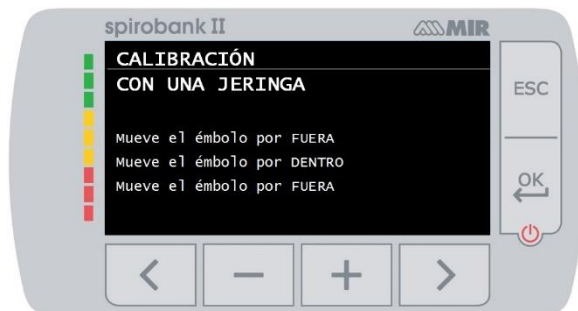 spirobank II MIR
CALIBRACIÓN
CON UNA JERINGA
Mueve el émbolo por FUERA
Mueve el émbolo por DENTRO
Mueve el émbolo por FUERA
ESC
OK